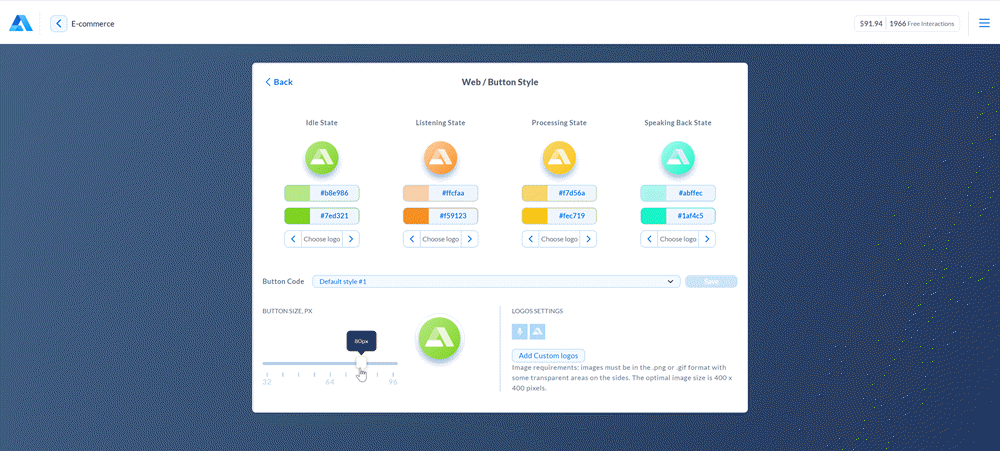 E-commerce
$91.94 1966 Free Interactions
Back
Web / Button Style
Idle State Listening State Processing State Speaking Back State
#b8e986 #ffcfaa #f7d56a #abffec
#7ed321 #f59123 #fec719 #1af4c5
Choose logo Choose logo Choose logo Choose logo
Button Code Default style #1 Save
BUTTON SIZE, PX
80px
32 64 96
LOGOS SETTINGS
Add Custom logos
Image requirements: images must be in the .png or .gif format with
some transparent areas on the sides. The optimal image size is 400 x
400 pixels.